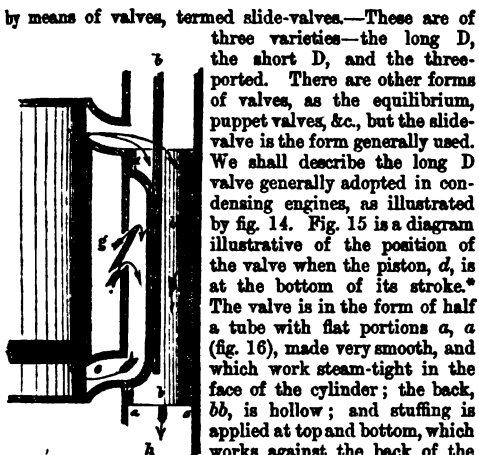 by means of valves, termed slide-valves.—These are of
three varieties—the long D,
the short D, and the three-
ported. There are other forms
of valves, as the equilibrium,
puppet valves, &c., but the slide-
valve is the form generally used.
We shall describe the long D
valve generally adopted in con-
densing engines, as illustrated
by fig. 14. Fig. 15 is a diagram
illustrative of the position of
the valve when the piston, d, is
at the bottom of its stroke.*
The valve is in the form of half
a tube with flat portions a, a
(fig. 16), made very smooth, and
which work steam-tight in the
face of the cylinder; the back,
bb, is hollow; and stuffing is
applied at top and bottom, which
works against the back of the
b
g
b
a
h